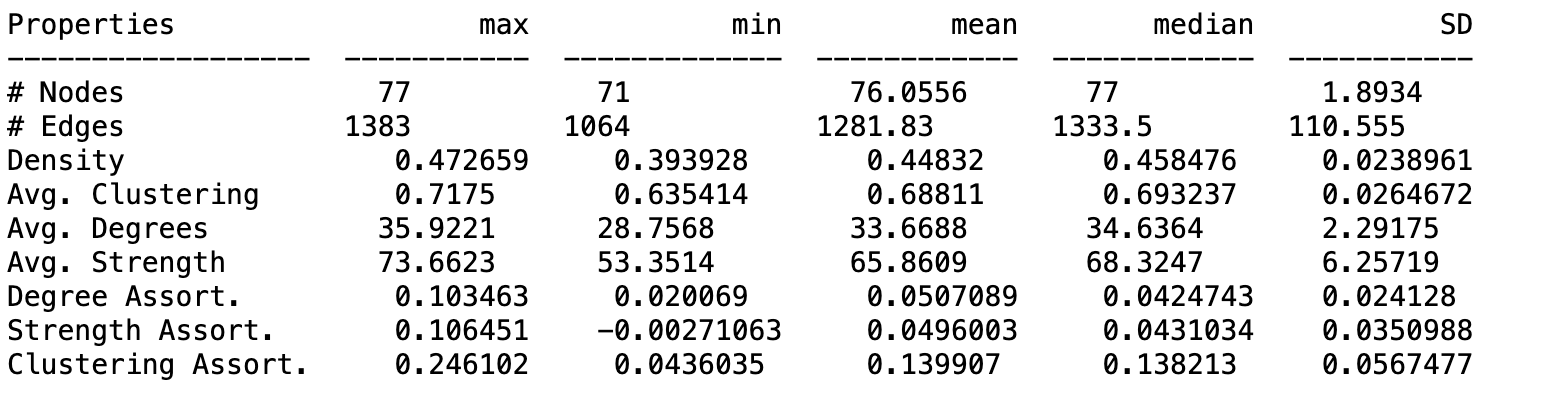 Properties                  max           min          mean        median           SD
------------------  -----------  ------------  ------------  ------------  -----------
# Nodes               77           71            76.0556       77              1.8934
# Edges             1383         1064          1281.83       1333.5          110.555
Density                0.472659     0.393928      0.44832       0.458476      0.0238961
Avg. Clustering        0.7175       0.635414      0.68811       0.693237      0.0264672
Avg. Degrees          35.9221      28.7568       33.6688       34.6364        2.29175
Avg. Strength         73.6623      53.3514       65.8609       68.3247        6.25719
Degree Assort.         0.103463     0.020069      0.0507089     0.0424743     0.024128
Strength Assort.       0.106451    −0.00271063    0.0496003     0.0431034     0.0350988
Clustering Assort.     0.246102     0.0436035     0.139907      0.138213      0.0567477